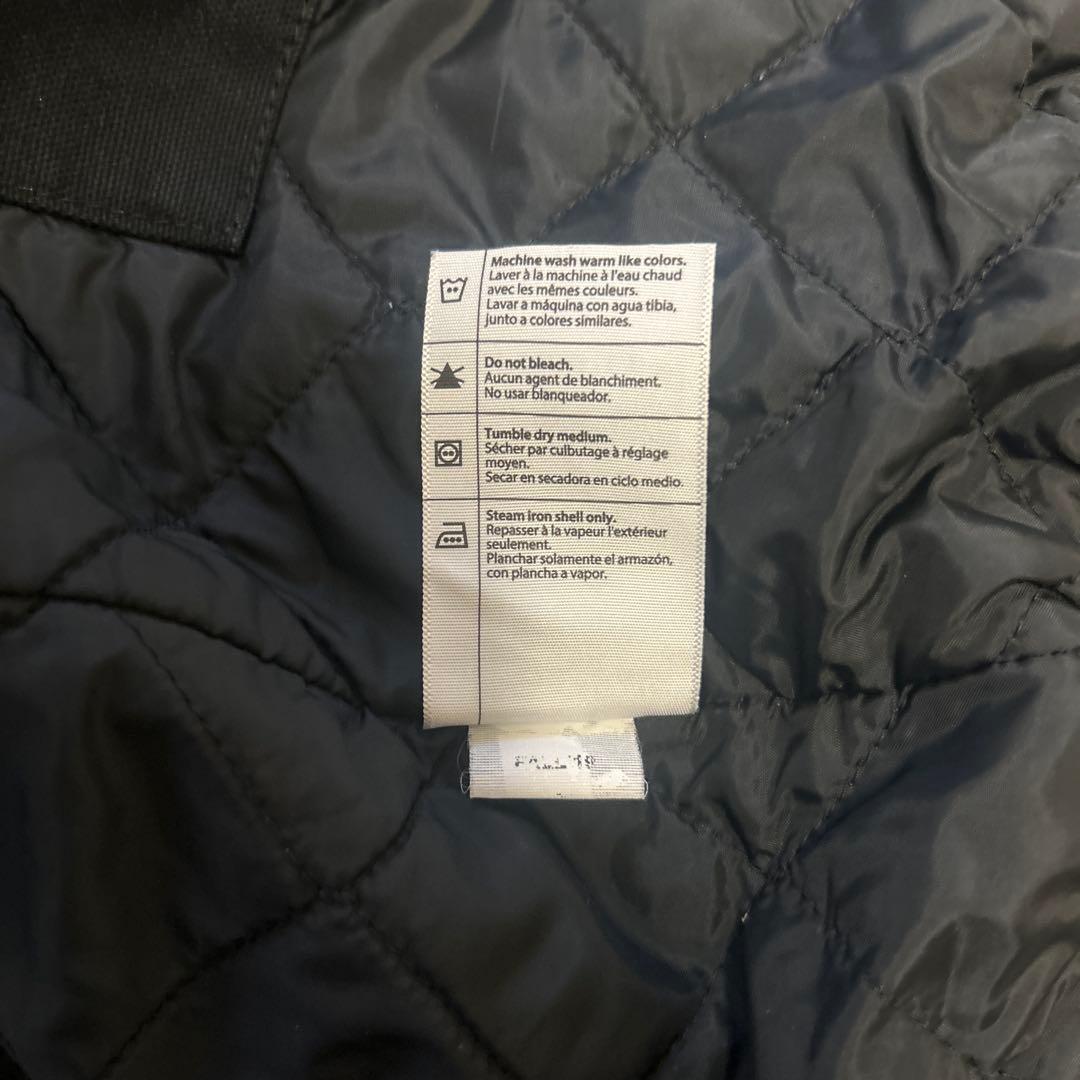 Machine wash warm like colors.
Laver à la machine à l'eau chaud
avec les mêmes couleurs.
Lavar a máquina con agua tibia,
junto a colores similares.
Do not bleach.
Aucun agent de blanchiment.
No usar blanqueador.
Tumble dry medium.
Sécher par culbutage à réglage
moyen.
Secar en secadora en ciclo medio.
Steam iron shell only.
Repasser à la vapeur l'extérieur
seulement.
Planchar solamente el armazón,
con plancha a vapor.